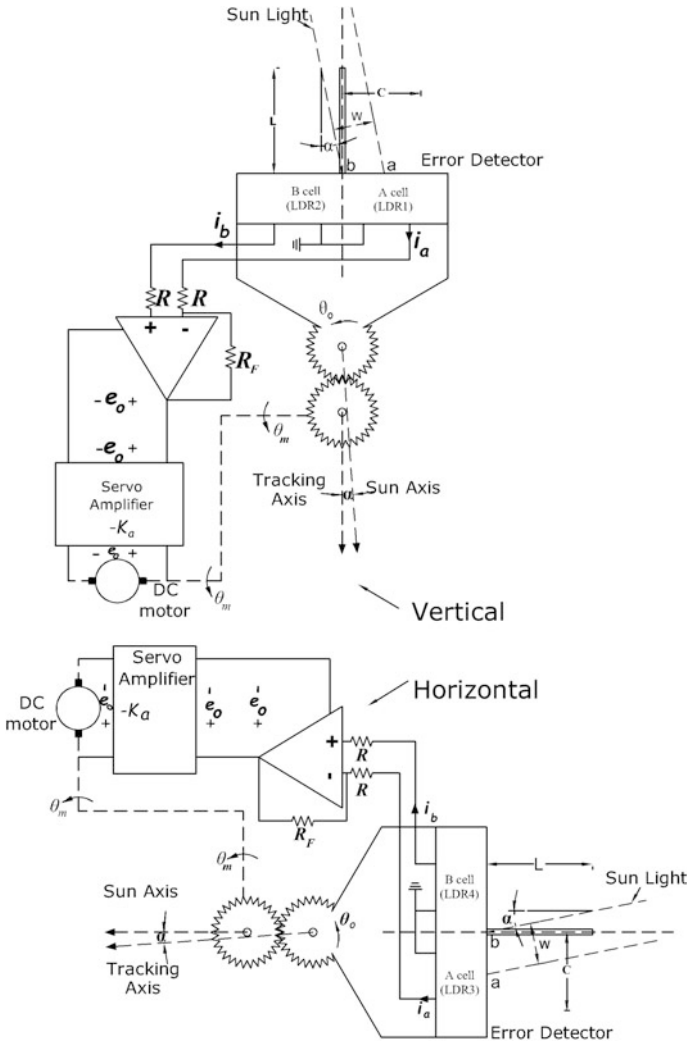 Sun Light
C
L
w
α
b
a
Error Detector
B cell
(LDR2)
A cell
(LDR1)
i_b
i_a
R
R
θ_o
+
-
R_F
- e_o +
θ_m
- e_o +
Tracking
Axis
α
Sun Axis
Servo
Amplifier
-K_a
- e_o +
DC
motor
θ_m
Vertical
Servo
Amplifier
-K_a
Horizontal
DC
motor
- e_o +
- e_o +
- e_o +
+
-
R
R
θ_m
R_F
i_b
θ_m
B cell
(LDR4)
L
Sun Light
Sun Axis
α
Tracking
Axis
θ_o
α
b
w
C
A cell
(LDR3)
a
i_a
Error Detector